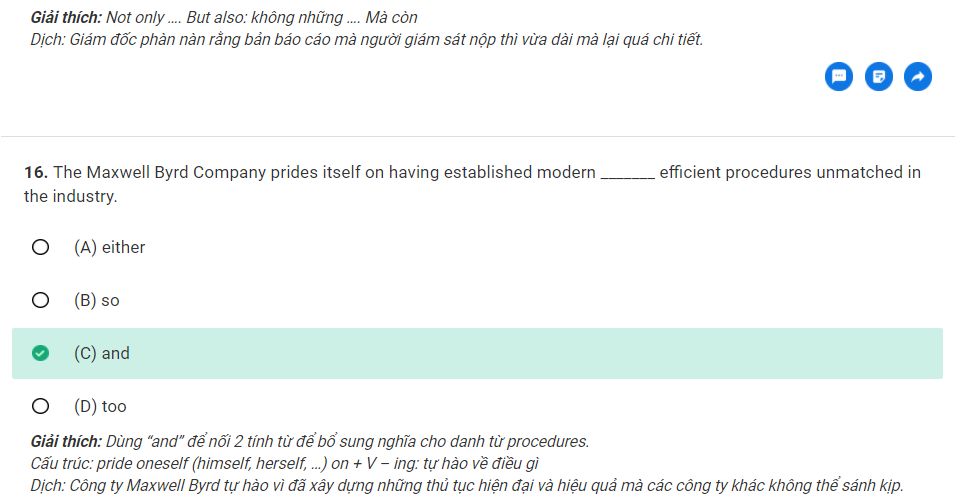 Giải thích: Not only .... But also: không những .... Mà còn
Dịch: Giám đốc phàn nàn rằng bản báo cáo mà người giám sát nộp thì vừa dài mà lại quá chi tiết.
16. The Maxwell Byrd Company prides itself on having established modern _______ efficient procedures unmatched in
the industry.
(A) either
(B) so
(C) and
(D) too
Giải thích: Dùng “and” để nối 2 tính từ để bổ sung nghĩa cho danh từ procedures.
Cấu trúc: pride oneself (himself, herself, ...) on + V – ing: tự hào về điều gì
Dịch: Công ty Maxwell Byrd tự hào vì đã xây dựng những thủ tục hiện đại và hiệu quả mà các công ty khác không thể sánh kịp.